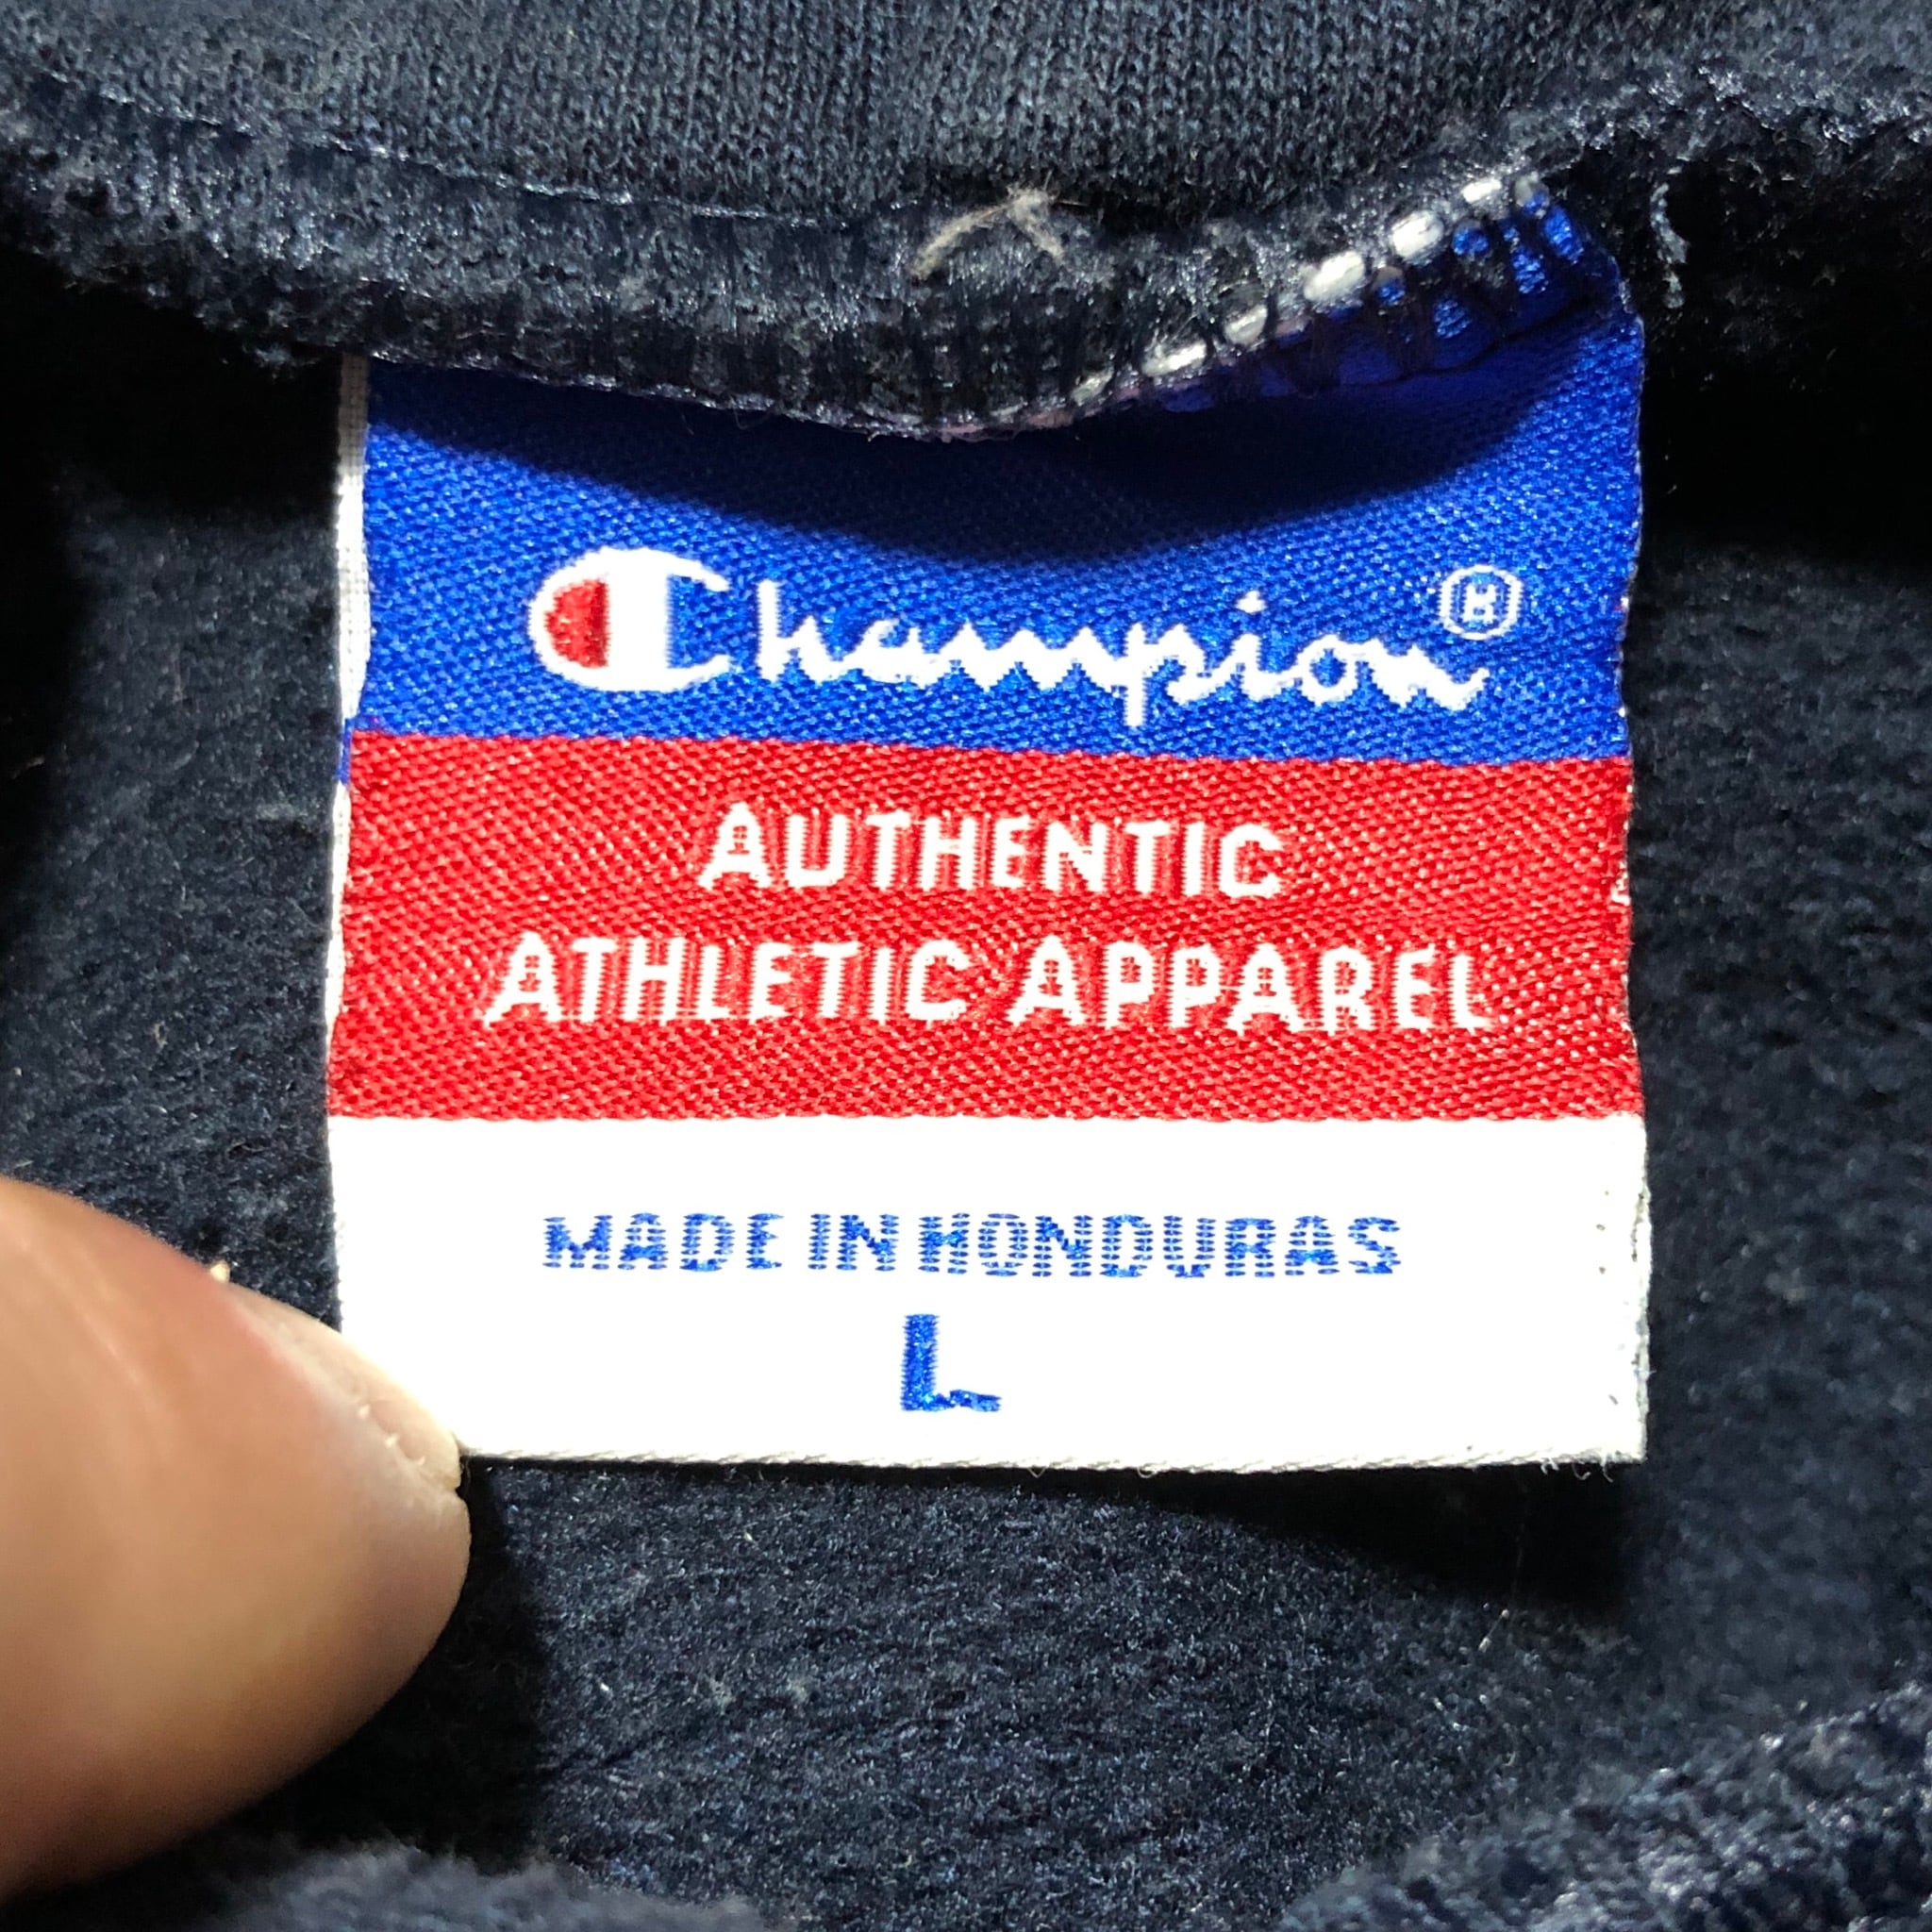 Champion®
AUTHENTIC
ATHLETIC APPAREL
MADE IN HONDURAS
L